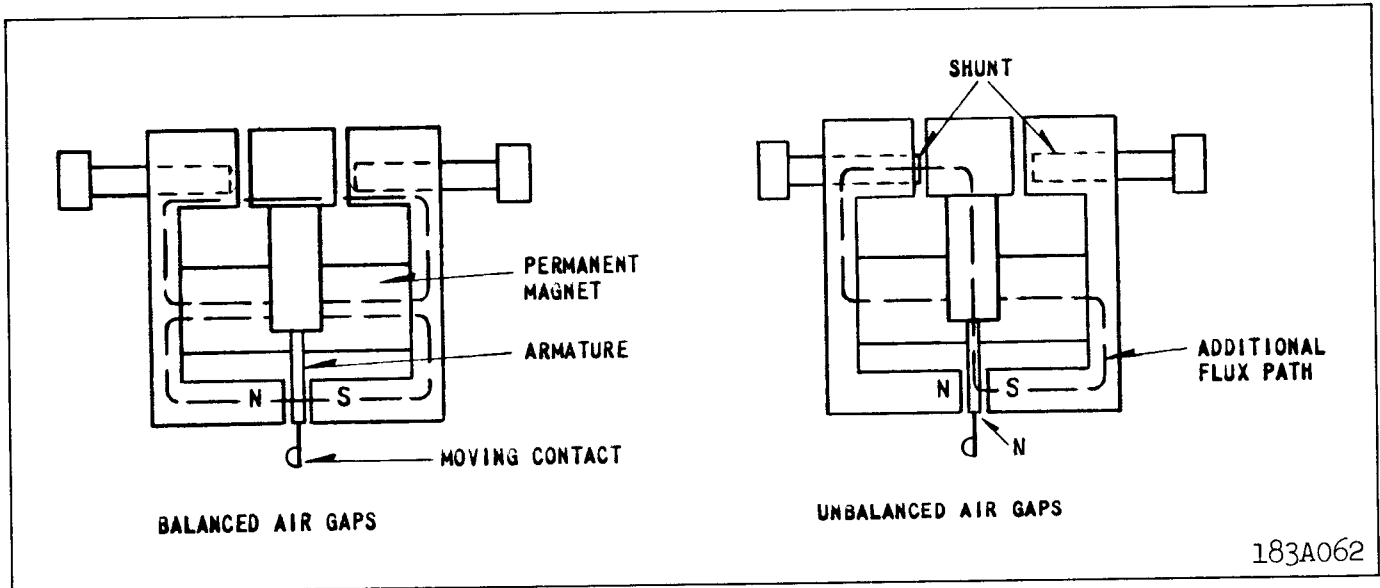 SHUNT
PERMANENT
MAGNET
ARMATURE
N S
MOVING CONTACT
BALANCED AIR GAPS
ADDITIONAL
FLUX PATH
N S
N
UNBALANCED AIR GAPS
183A062